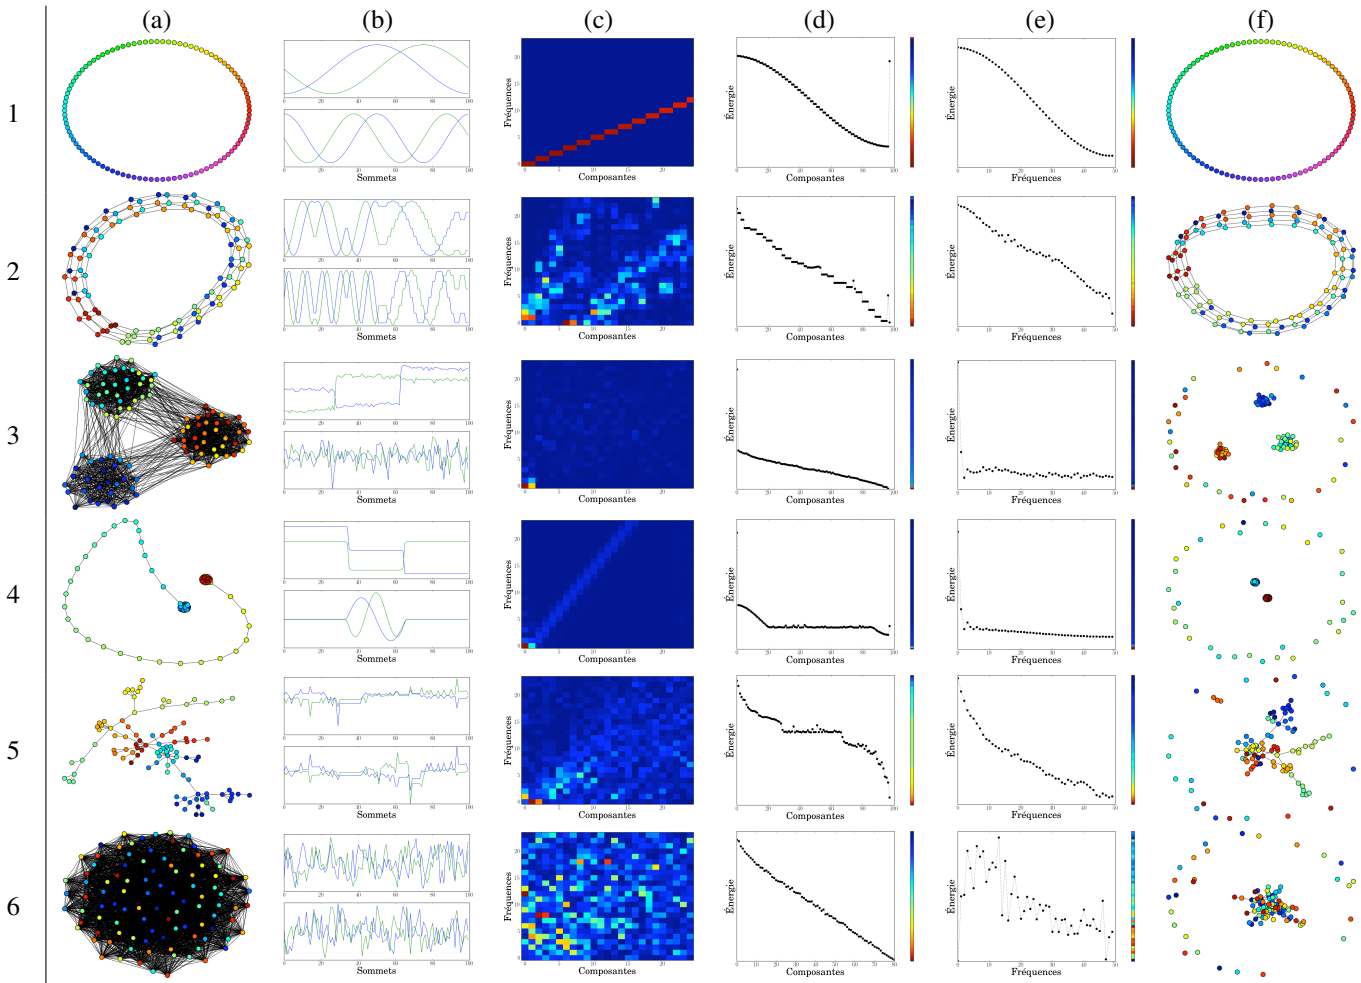 (a) (b) (c) (d) (e) (f)
1
Sommets
Fréquences
Composantes
Énergie
Composantes
Énergie
Fréquences
2
Sommets
Fréquences
Composantes
Énergie
Composantes
Énergie
Fréquences
3
Sommets
Fréquences
Composantes
Énergie
Composantes
Énergie
Fréquences
4
Sommets
Fréquences
Composantes
Énergie
Composantes
Énergie
Fréquences
5
Sommets
Fréquences
Composantes
Énergie
Composantes
Énergie
Fréquences
6
Sommets
Fréquences
Composantes
Énergie
Composantes
Énergie
Fréquences